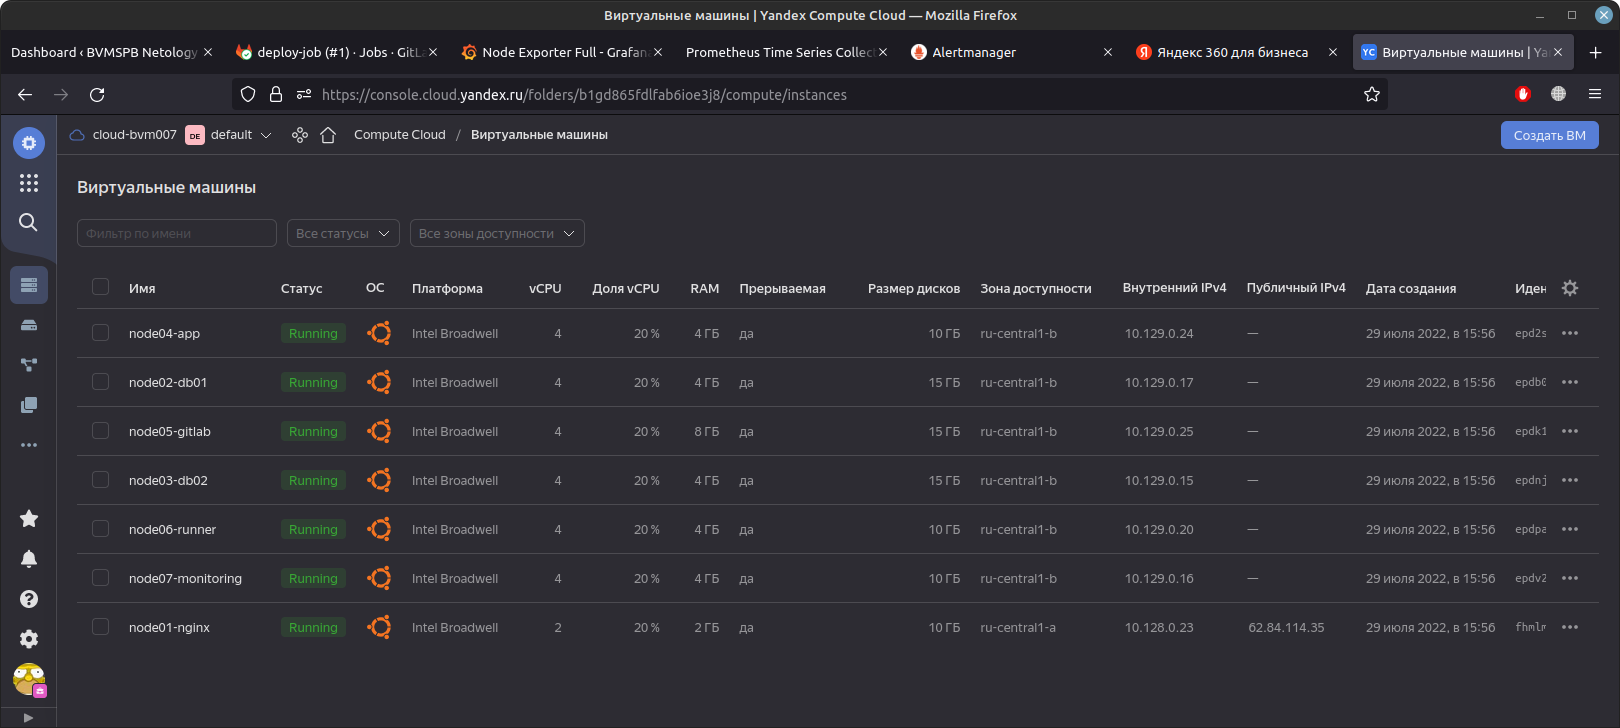 Виртуальные машины | Yandex Compute Cloud — Mozilla Firefox
Dashboard ‹ BVMSPB Netology deploy-job (#1) · Jobs · GitLa Node Exporter Full - Grafana Prometheus Time Series Collect Alertmanager Яндекс 360 для бизнеса YC Виртуальные машины | Ya
https://console.cloud.yandex.ru/folders/b1gd865fdlfab6ioe3j8/compute/instances
cloud-bvm007 DE default Compute Cloud / Виртуальные машины Создать ВМ
Виртуальные машины
Фильтр по имени Все статусы Все зоны доступности
Имя Статус ОС Платформа vCPU Доля vCPU RAM Прерываемая Размер дисков Зона доступности Внутренний IPv4 Публичный IPv4 Дата создания Иден
node04-app Running Intel Broadwell 4 20 % 4 ГБ да 10 ГБ ru-central1-b 10.129.0.24 — 29 июля 2022, в 15:56 epd2s
node02-db01 Running Intel Broadwell 4 20 % 4 ГБ да 15 ГБ ru-central1-b 10.129.0.17 — 29 июля 2022, в 15:56 epdb0
node05-gitlab Running Intel Broadwell 4 20 % 8 ГБ да 15 ГБ ru-central1-b 10.129.0.25 — 29 июля 2022, в 15:56 epdk1
node03-db02 Running Intel Broadwell 4 20 % 4 ГБ да 15 ГБ ru-central1-b 10.129.0.15 — 29 июля 2022, в 15:56 epdnj
node06-runner Running Intel Broadwell 4 20 % 4 ГБ да 10 ГБ ru-central1-b 10.129.0.20 — 29 июля 2022, в 15:56 epdpa
node07-monitoring Running Intel Broadwell 4 20 % 4 ГБ да 10 ГБ ru-central1-b 10.129.0.16 — 29 июля 2022, в 15:56 epdv2
node01-nginx Running Intel Broadwell 2 20 % 2 ГБ да 10 ГБ ru-central1-a 10.128.0.23 62.84.114.35 29 июля 2022, в 15:56 fhmlm